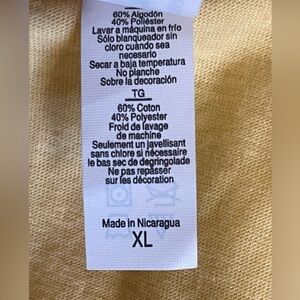 60% Algodón
40% Poliéster
Lavar a máquina en frío
Sólo blanqueador sin
cloro cuando sea
necesario
Secar a baja temperatura
No planche
Sobre la decoración
TG
60% Coton
40% Polyester
Froid de lavage
de machine
Seulement un javellisant
sans chlore si nécessaire
le bas sec de degringolade
Ne pas repasser
sur les décoration
Made in Nicaragua
XL